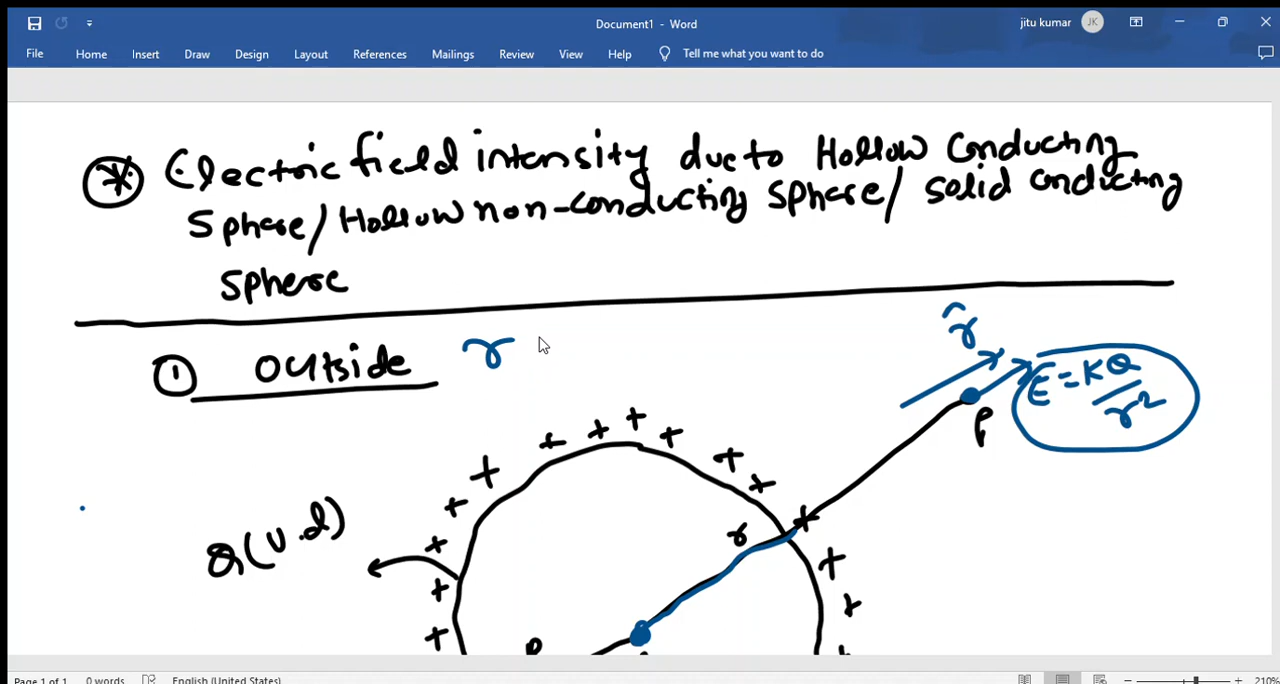 Document1 - Word
jitu kumar JK
File Home Insert Draw Design Layout References Mailings Review View Help Tell me what you want to do
Electric field intensity due to Hollow Conducting
Sphere/Hollow non-conducting sphere/ solid conducting
sphere
① Outside r
r̂
E = KQ/r²
P
+ + + + + + + + + + + + + + +
Q(U.d)
r
R
Page 1 of 1 0 words English (United States) 210%